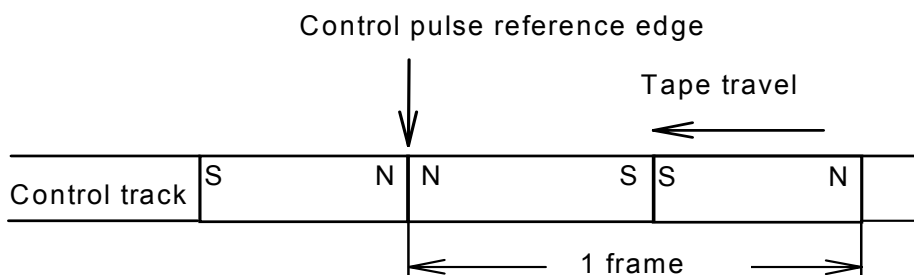 Control pulse reference edge
Tape travel
Control track S N N S S N
1 frame